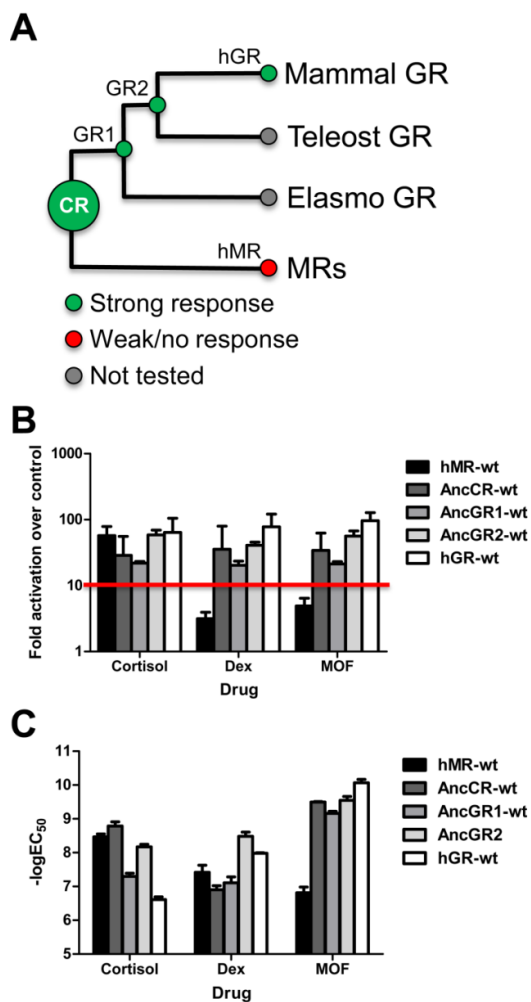 A
hGR
Mammal GR
GR2
Teleost GR
GR1
Elasmo GR
CR
hMR
MRs
Strong response
Weak/no response
Not tested
B
Fold activation over control
1000
100
10
1
Cortisol
Dex
MOF
Drug
hMR-wt
AncCR-wt
AncGR1-wt
AncGR2-wt
hGR-wt
C
-logEC50
11
10
9
8
7
6
5
Cortisol
Dex
MOF
Drug
hMR-wt
AncCR-wt
AncGR1-wt
AncGR2
hGR-wt